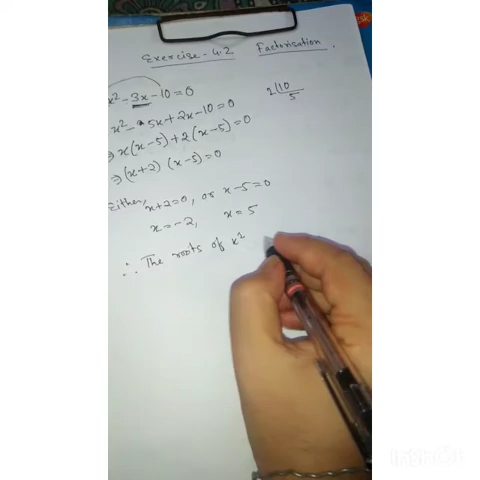 Exercise - 4.2 Factorisation.
x² - 3x - 10 = 0
2 10
5
x² - 5x + 2x - 10 = 0
⇒ x(x-5) + 2(x-5) = 0
⇒ (x+2) (x-5) = 0
Either, x+2=0, or x-5=0
x = -2, x = 5
∴ The roots of x²